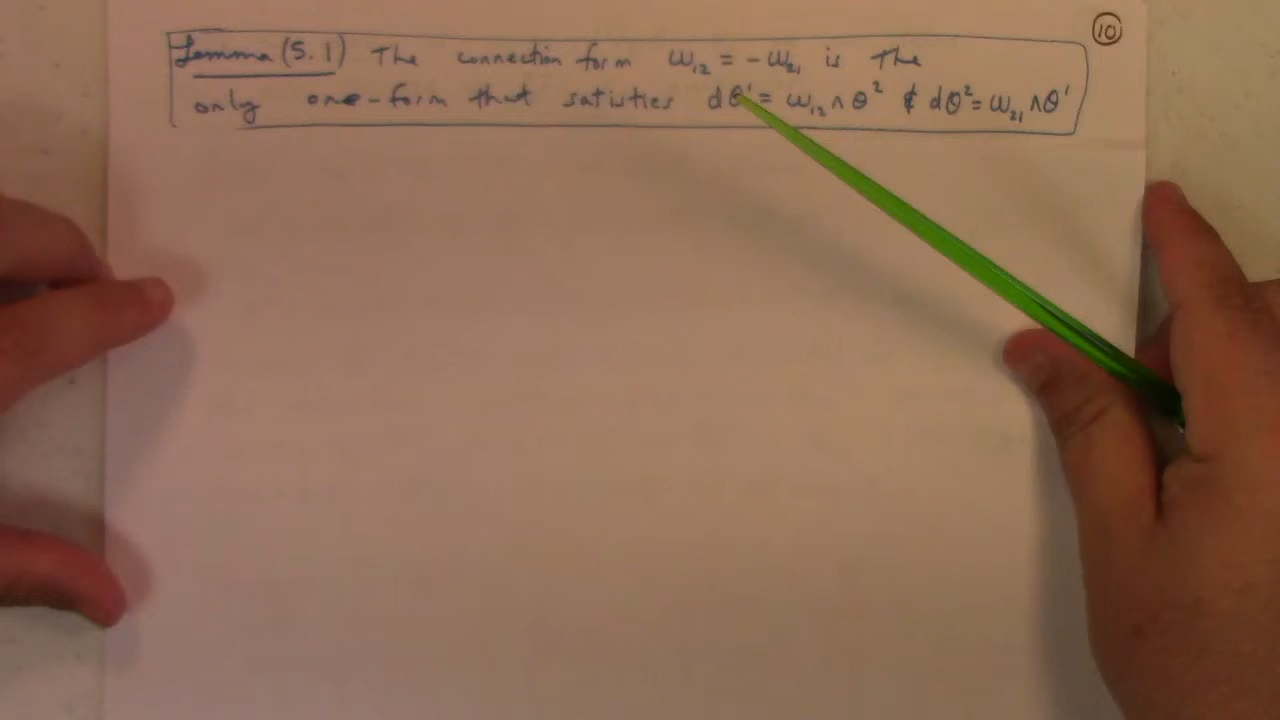 ⑩
Lemma (5.1) The connection form ω₁₂ = -ω₂₁ is the
only one-form that satisfies dθ¹ = ω₁₂ ∧ θ² & dθ² = ω₂₁ ∧ θ¹